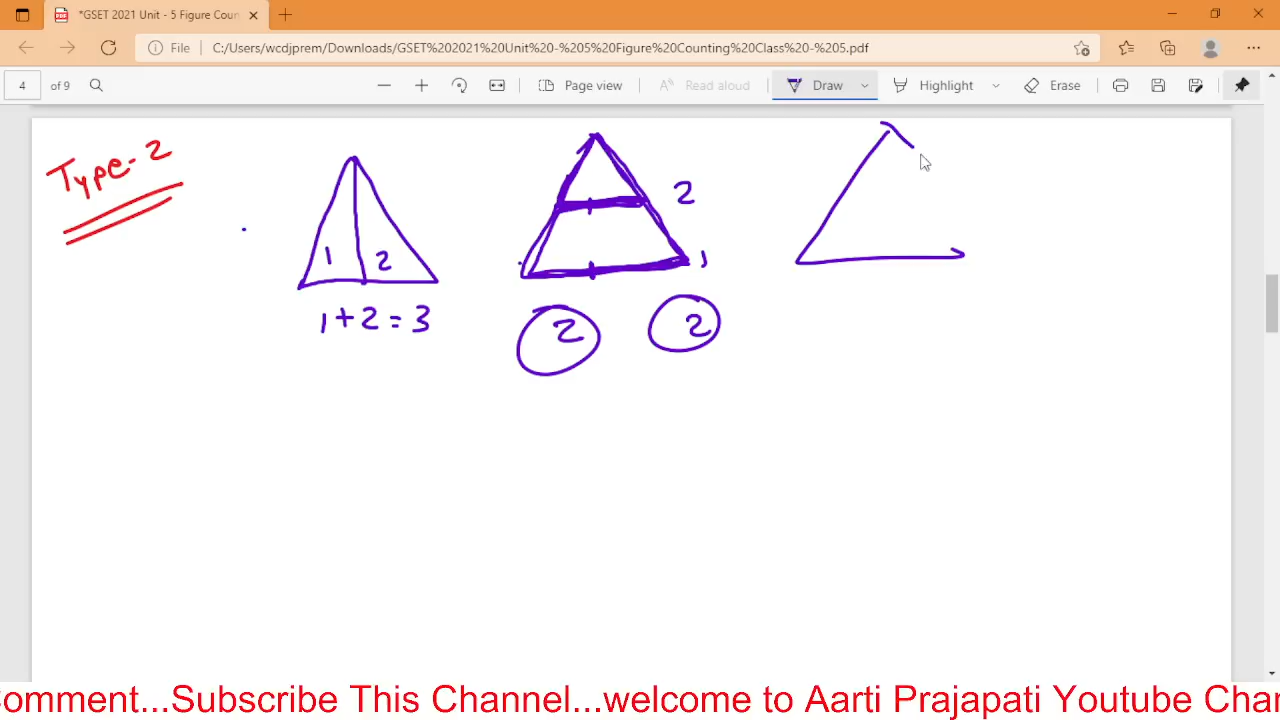 *GSET 2021 Unit - 5 Figure Coun
File C:/Users/wcdjprem/Downloads/GSET%202021%20Unit%20-%205%20Figure%20Counting%20Class%20-%205.pdf
4 of 9 Page view Read aloud Draw Highlight Erase
Type-2
1 2
1+2=3
2
1
2 2
Comment...Subscribe This Channel...welcome to Aarti Prajapati Youtube Char